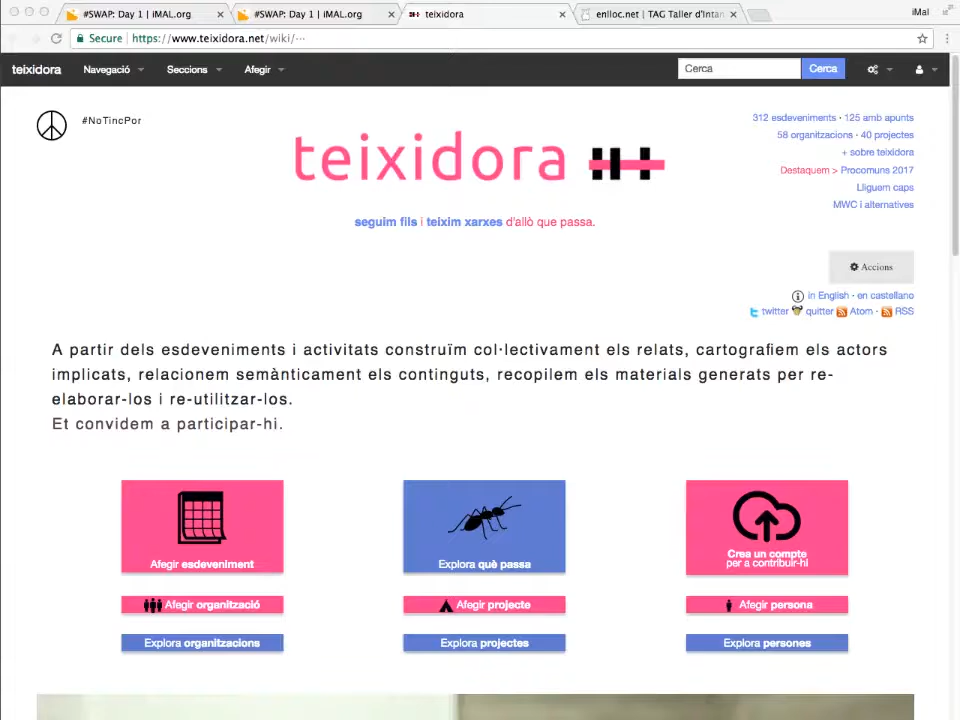 #SWAP: Day 1 | iMAL.org
#SWAP: Day 1 | iMAL.org
teixidora
enlloc.net | TAG Taller d'Intan
iMal
Secure
https://www.teixidora.net/wiki/···
teixidora
Navegació
Seccions
Afegir
Cerca
Cerca
#NoTincPor
teixidora
seguim fils i teixim xarxes d'allò que passa.
312 esdeveniments · 125 amb apunts
58 organitzacions · 40 projectes
+ sobre teixidora
Destaquem > Procomuns 2017
Lliguem caps
MWC i alternatives
Accions
in English · en castellano
twitter quitter Atom · RSS
A partir dels esdeveniments i activitats construïm col·lectivament els relats, cartografiem els actors
implicats, relacionem semànticament els continguts, recopilem els materials generats per re-
elaborar-los i re-utilitzar-los.
Et convidem a participar-hi.
Afegir esdeveniment
Explora què passa
Crea un compte
per a contribuir-hi
Afegir organització
Afegir projecte
Afegir persona
Explora organitzacions
Explora projectes
Explora persones